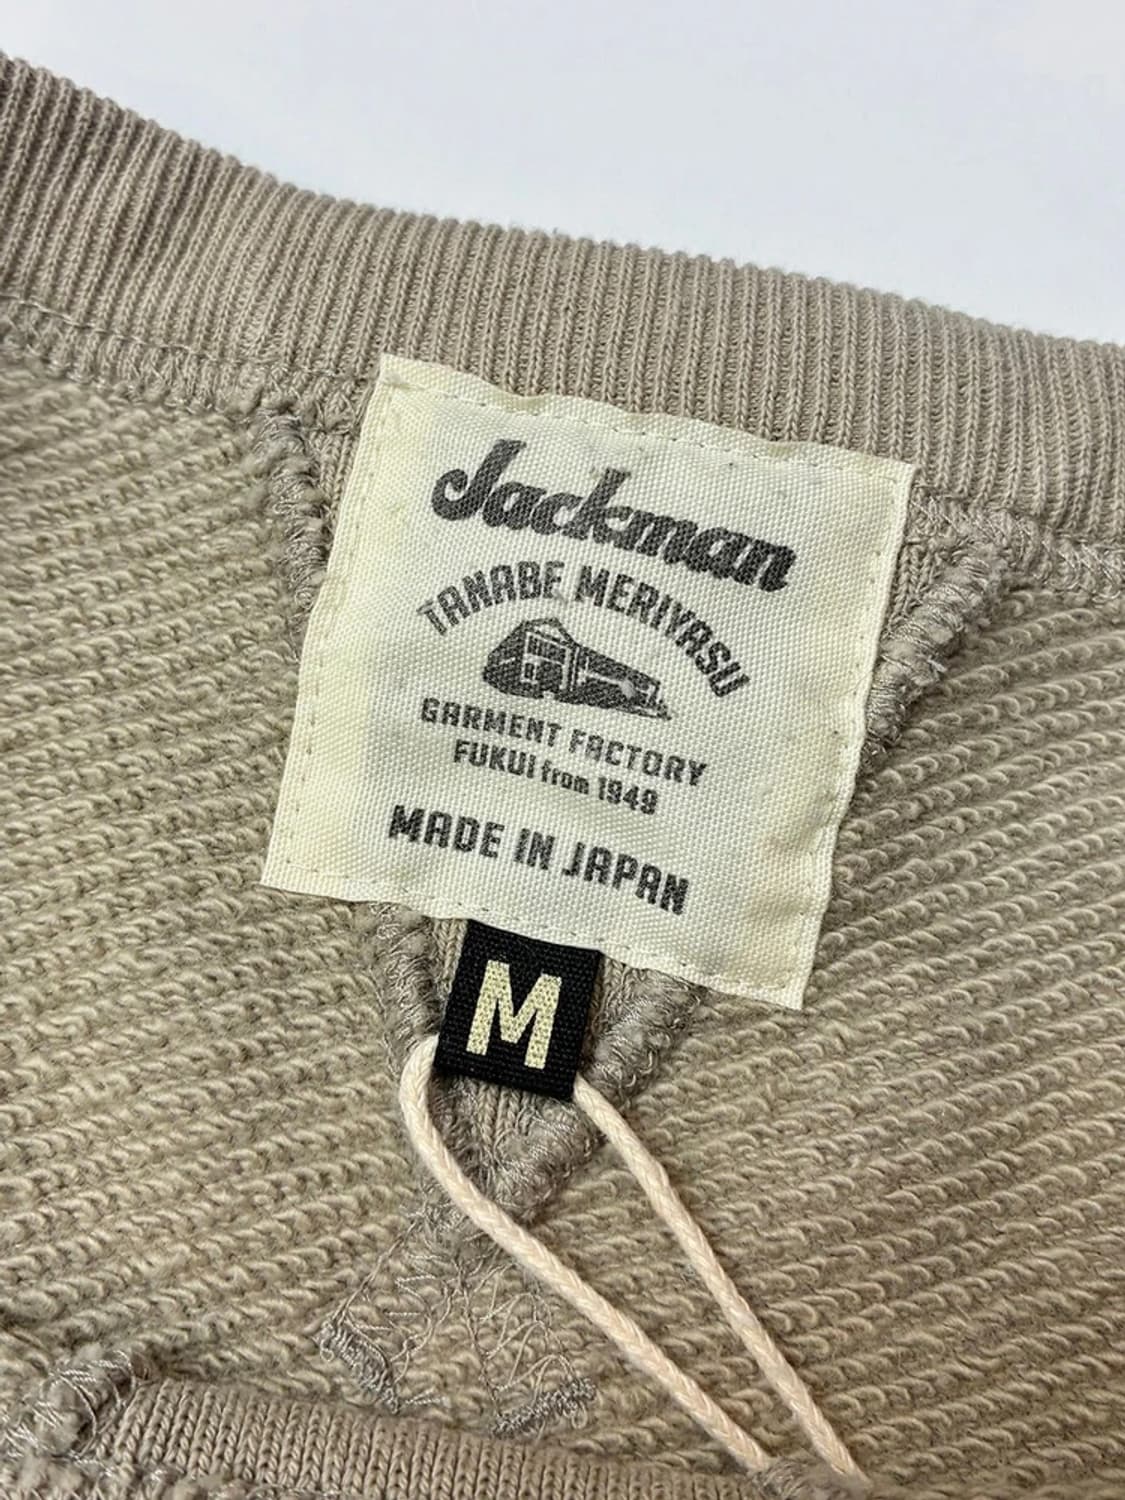 Jackman
TANABE MERIYASU
GARMENT FACTORY
FUKUI from 1949
MADE IN JAPAN
M